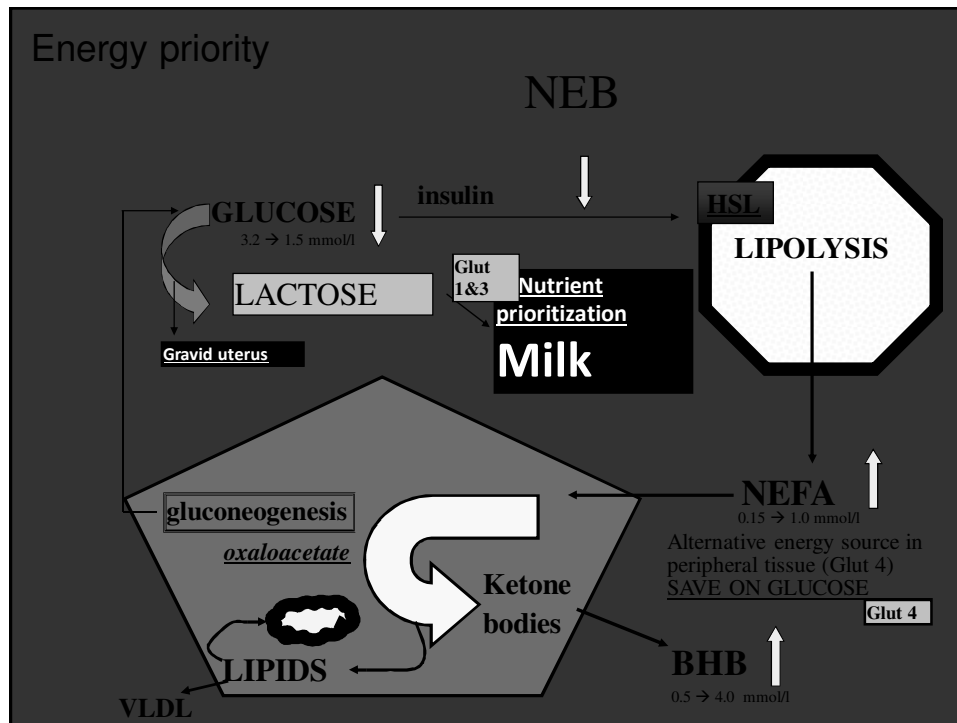 Energy priority
NEB
insulin
HSL
GLUCOSE
3.2 → 1.5 mmol/l
LIPOLYSIS
Glut
1&3
LACTOSE
Nutrient
prioritization
Milk
Gravid uterus
NEFA
0.15 → 1.0 mmol/l
Alternative energy source in
peripheral tissue (Glut 4)
SAVE ON GLUCOSE
Glut 4
gluconeogenesis
oxaloacetate
Ketone
bodies
LIPIDS
VLDL
BHB
0.5 → 4.0 mmol/l